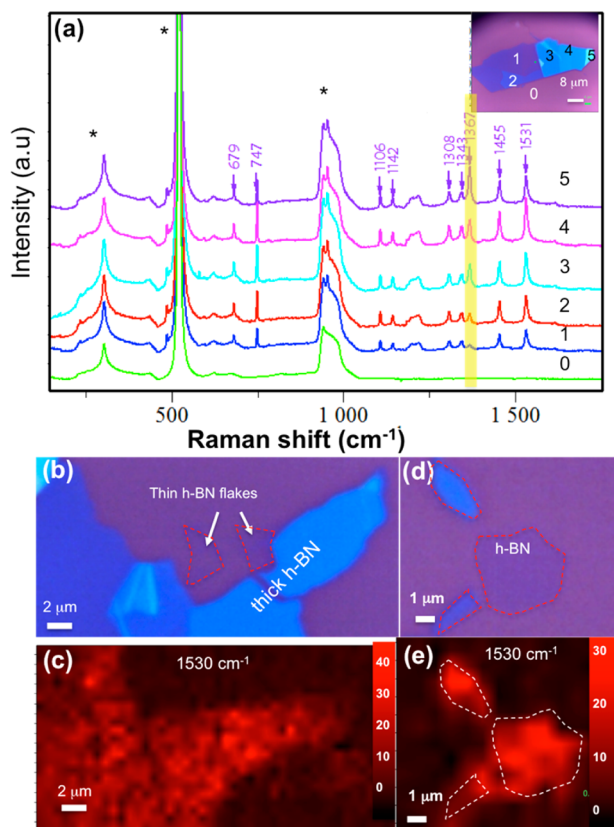 (a)
*
*
*
1
2
3
4
5
0
8 μm
679
747
1106
1142
1308
1343
1367
1455
1531
5
4
3
2
1
0
Intensity (a.u)
500
1 000
1 500
Raman shift (cm⁻¹)
(b)
Thin h-BN flakes
thick h-BN
2 μm
(d)
h-BN
1 μm
(c)
1530 cm⁻¹
2 μm
40
30
20
10
0
(e)
1530 cm⁻¹
1 μm
30
20
10
0